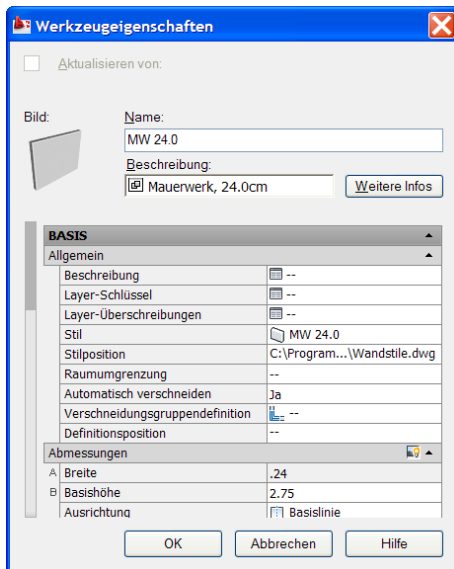 Werkzeugeigenschaften
Aktualisieren von:
Bild:
Name:
MW 24.0
Beschreibung:
Mauerwerk, 24.0cm
Weitere Infos
BASIS
Allgemein
Beschreibung --
Layer-Schlüssel --
Layer-Überschreibungen --
Stil MW 24.0
Stilposition C:\Program...\Wandstile.dwg
Raumumgrenzung --
Automatisch verschneiden Ja
Verschneidungsgruppendefinition --
Definitionsposition --
Abmessungen
A Breite .24
B Basishöhe 2.75
Ausrichtung Basislinie
OK Abbrechen Hilfe